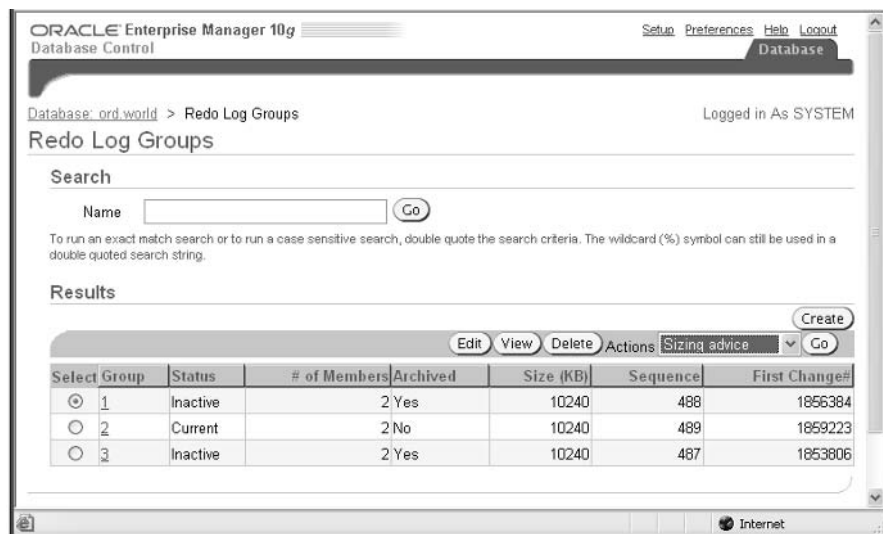 ORACLE Enterprise Manager 10g
Database Control
Setup Preferences Help Logout
Database
Database: ord.world > Redo Log Groups
Logged in As SYSTEM
Redo Log Groups
Search
Name
Go
To run an exact match search or to run a case sensitive search, double quote the search criteria. The wildcard (%) symbol can still be used in a
double quoted search string.
Results
Create
Edit View Delete Actions Sizing advice Go
Select Group Status # of Members Archived Size (KB) Sequence First Change#
1 Inactive 2 Yes 10240 488 1856384
2 Current 2 No 10240 489 1859223
3 Inactive 2 Yes 10240 487 1853806
Internet